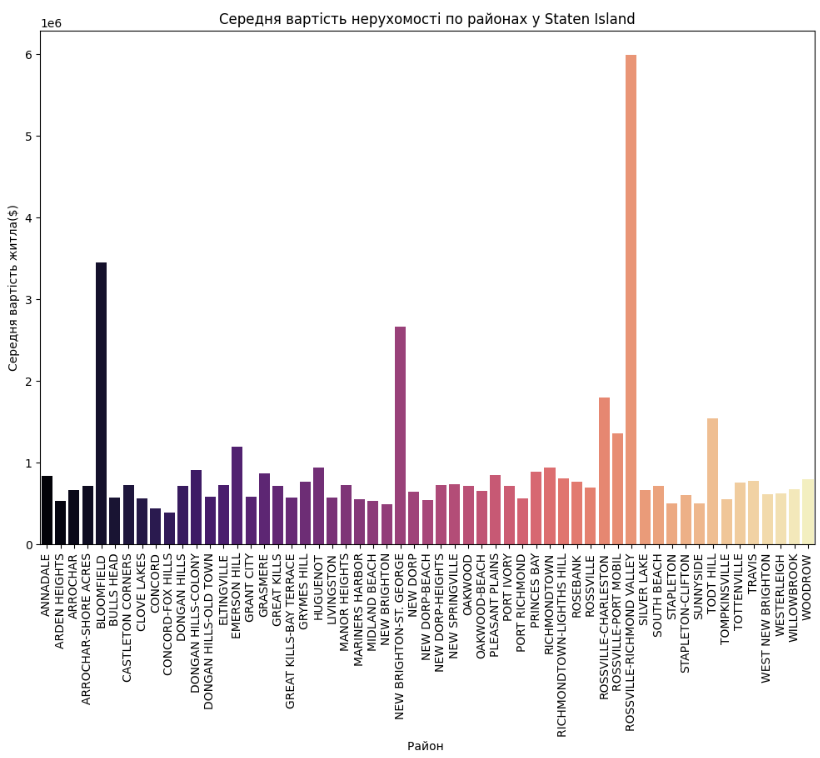 Середня вартість нерухомості по районах у Staten Island
1e6
6
5
4
3
2
1
0
Середня вартість житла($)
ANNADALE
ARDEN HEIGHTS
ARROCHAR
ARROCHAR-SHORE ACRES
BLOOMFIELD
BULLS HEAD
CASTLETON CORNERS
CLOVE LAKES
CONCORD
CONCORD-FOX HILLS
DONGAN HILLS
DONGAN HILLS-COLONY
DONGAN HILLS-OLD TOWN
ELTINGVILLE
EMERSON HILL
GRANT CITY
GRASMERE
GREAT KILLS
GREAT KILLS-BAY TERRACE
GRYMES HILL
HUGUENOT
LIVINGSTON
MANOR HEIGHTS
MARINERS HARBOR
MIDLAND BEACH
NEW BRIGHTON
NEW BRIGHTON-ST. GEORGE
NEW DORP
NEW DORP-BEACH
NEW DORP-HEIGHTS
NEW SPRINGVILLE
OAKWOOD
OAKWOOD-BEACH
PLEASANT PLAINS
PORT IVORY
PORT RICHMOND
PRINCES BAY
RICHMONDTOWN
RICHMONDTOWN-LIGHTHS HILL
ROSEBANK
ROSSVILLE
ROSSVILLE-CHARLESTON
ROSSVILLE-PORT MOBIL
ROSSVILLE-RICHMOND VALLEY
SILVER LAKE
SOUTH BEACH
STAPLETON
STAPLETON-CLIFTON
SUNNYSIDE
TODT HILL
TOMPKINSVILLE
TOTTENVILLE
TRAVIS
WEST NEW BRIGHTON
WESTERLEIGH
WILLOWBROOK
WOODROW
Район